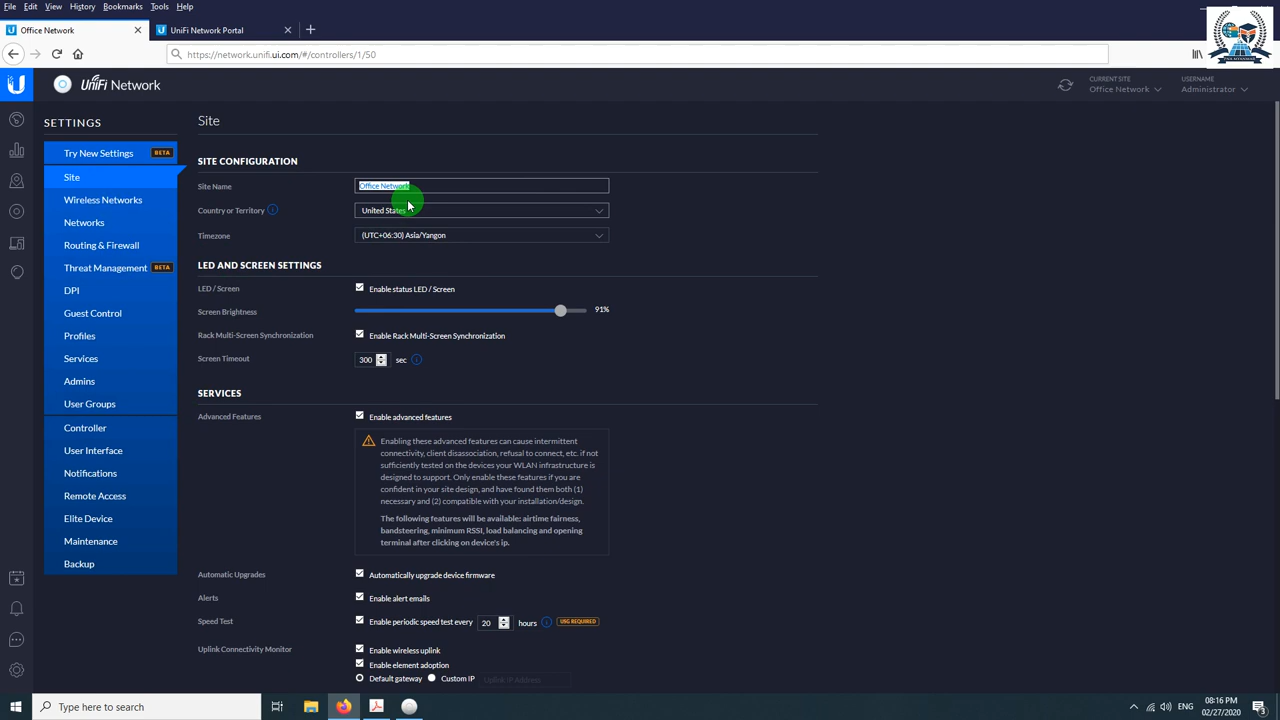 File Edit View History Bookmarks Tools Help
Office Network
UniFi Network Portal
https://network.unifi.ui.com/#/controllers/1/50
UniFi Network
CURRENT SITE
Office Network
USERNAME
Administrator
SETTINGS
Try New Settings BETA
Site
Wireless Networks
Networks
Routing & Firewall
Threat Management BETA
DPI
Guest Control
Profiles
Services
Admins
User Groups
Controller
User Interface
Notifications
Remote Access
Elite Device
Maintenance
Backup
Site
SITE CONFIGURATION
Site Name Office Network
Country or Territory United States
Timezone (UTC+06:30) Asia/Yangon
LED AND SCREEN SETTINGS
LED / Screen Enable status LED / Screen
Screen Brightness 91%
Rack Multi-Screen Synchronization Enable Rack Multi-Screen Synchronization
Screen Timeout 300 sec
SERVICES
Advanced Features Enable advanced features
Enabling these advanced features can cause intermittent
connectivity, client disassociation, refusal to connect, etc. if not
sufficiently tested on the devices your WLAN infrastructure is
designed to support. Only enable these features if you are
confident in your site design, and have found them both (1)
necessary and (2) compatible with your installation/design.
The following features will be available: airtime fairness,
bandsteering, minimum RSSI, load balancing and opening
terminal after clicking on device's ip.
Automatic Upgrades Automatically upgrade device firmware
Alerts Enable alert emails
Speed Test Enable periodic speed test every 20 hours USG REQUIRED
Uplink Connectivity Monitor Enable wireless uplink
Enable element adoption
Default gateway Custom IP Uplink IP Address
Type here to search
ENG
08:16 PM
02/27/2020
3